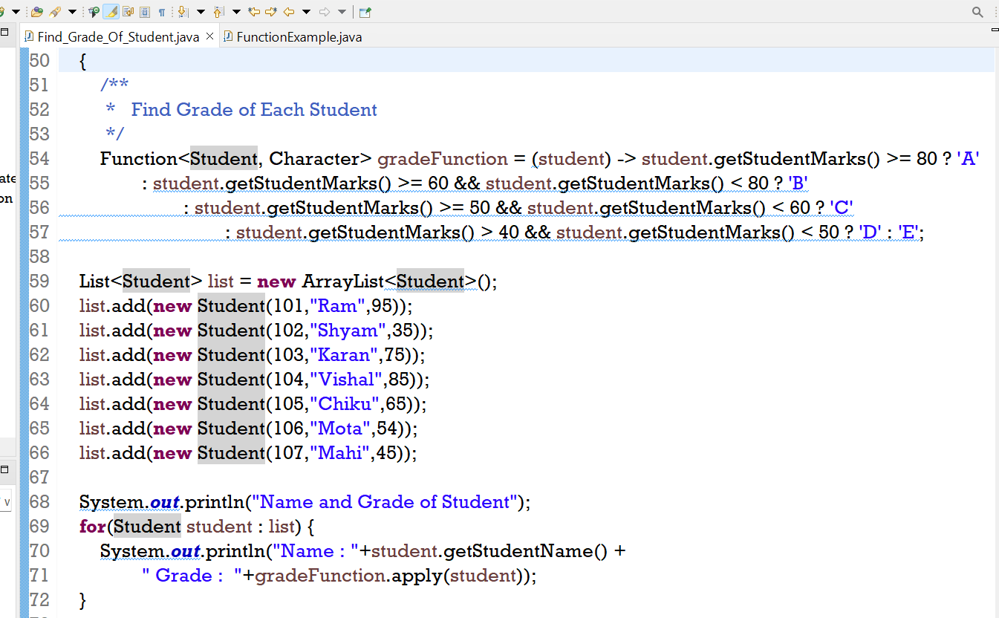 Find_Grade_Of_Student.java FunctionExample.java
50 {
51 /**
52 * Find Grade of Each Student
53 */
54 Function<Student, Character> gradeFunction = (student) -> student.getStudentMarks() >= 80 ? 'A'
55 : student.getStudentMarks() >= 60 && student.getStudentMarks() < 80 ? 'B'
56 : student.getStudentMarks() >= 50 && student.getStudentMarks() < 60 ? 'C'
57 : student.getStudentMarks() > 40 && student.getStudentMarks() < 50 ? 'D' : 'E';
58
59 List<Student> list = new ArrayList<Student>();
60 list.add(new Student(101,"Ram",95));
61 list.add(new Student(102,"Shyam",35));
62 list.add(new Student(103,"Karan",75));
63 list.add(new Student(104,"Vishal",85));
64 list.add(new Student(105,"Chiku",65));
65 list.add(new Student(106,"Mota",54));
66 list.add(new Student(107,"Mahi",45));
67
68 System.out.println("Name and Grade of Student");
69 for(Student student : list) {
70 System.out.println("Name : "+student.getStudentName() +
71 " Grade :  "+gradeFunction.apply(student));
72 }